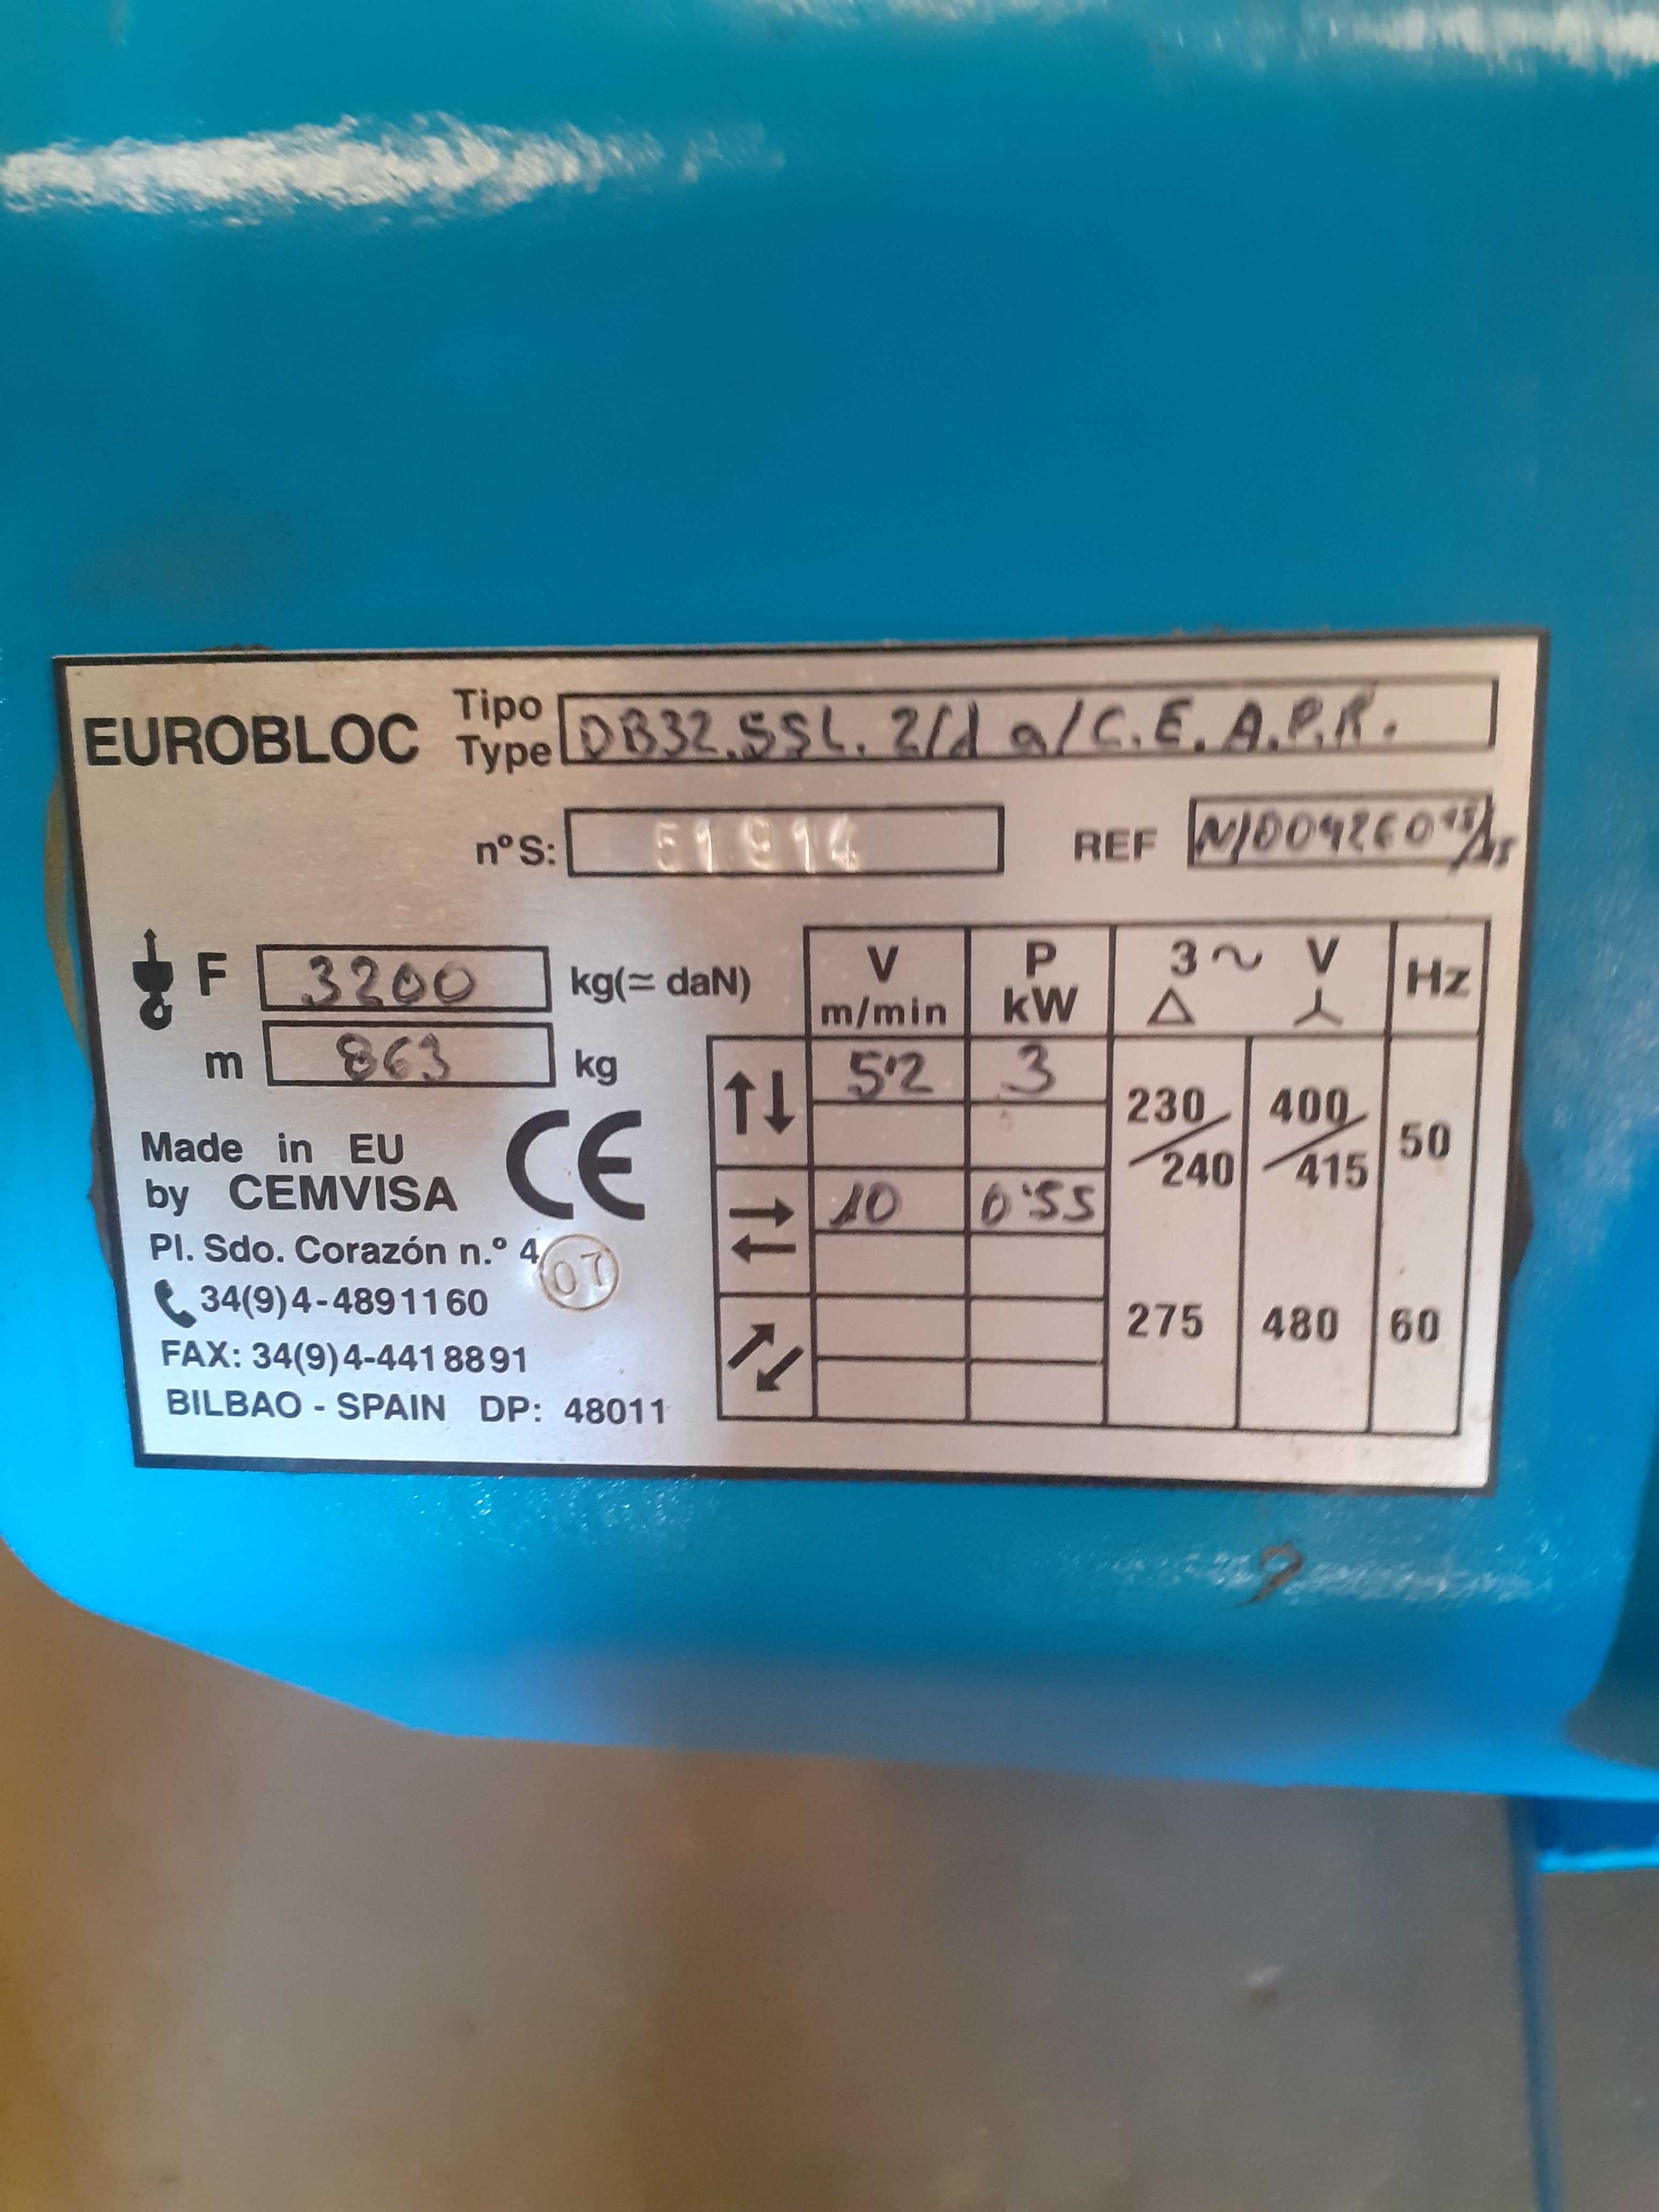 EUROBLOC Tipo Type DB32.SSL.2/d a/C.E.A.P.R.
nºS: 51914 REF
F 3200 kg(≃ daN)
m 863 kg
Made in EU
by CEMVISA CE
Pl. Sdo. Corazón n.º 4
07
34(9)4-4891160
FAX: 34(9)4-4418891
BILBAO - SPAIN DP: 48011
V m/min P kW 3~ V Δ 人 Hz
↑↓ 5'2 3 230/240 400/415 50
→← 10 0'55
275 480 60